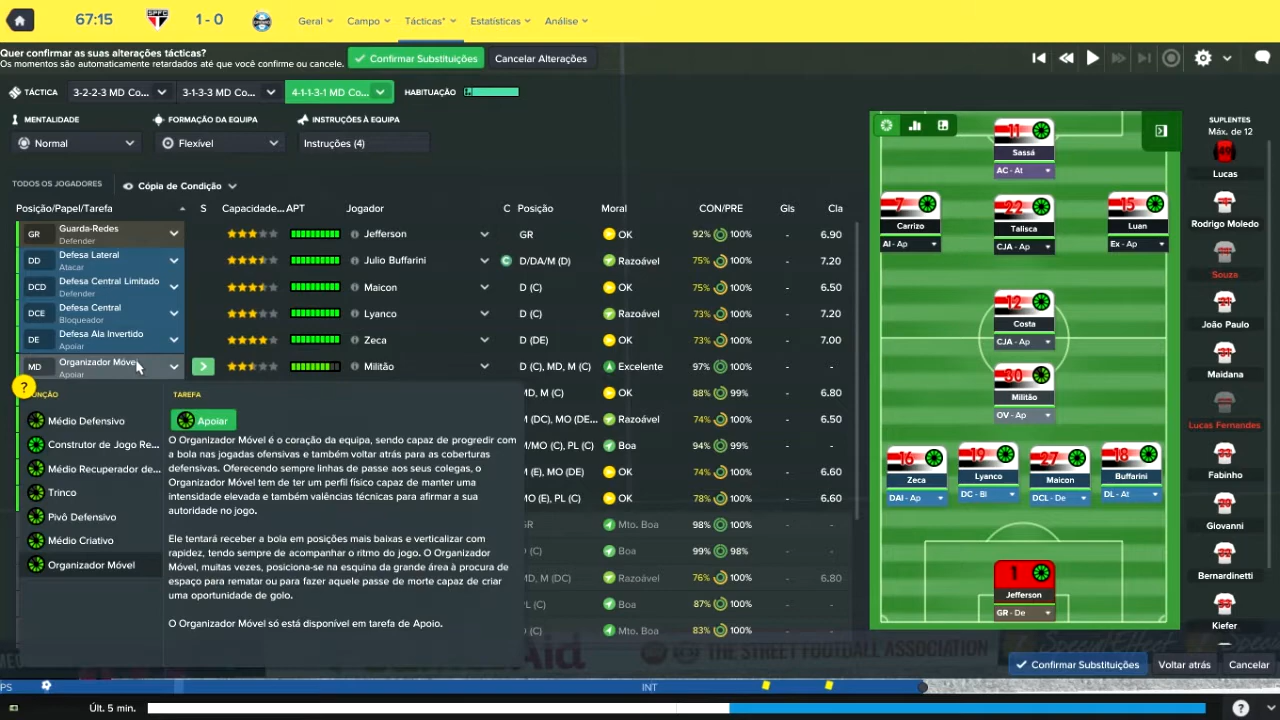 67:15
SPFC
1 - 0
Geral
Campo
Tácticas*
Estatísticas
Análise
Quer confirmar as suas alterações tácticas?
Os momentos são automaticamente retardados até que você confirme ou cancele.
Confirmar Substituições
Cancelar Alterações
TÁCTICA
3-2-2-3 MD Co...
3-1-3-3 MD Co...
4-1-1-3-1 MD Co...
HABITUAÇÃO
MENTALIDADE
FORMAÇÃO DA EQUIPA
INSTRUÇÕES À EQUIPA
Normal
Flexível
Instruções (4)
TODOS OS JOGADORES
Cópia de Condição
Posição/Papel/Tarefa S Capacidade... APT Jogador C Posição Moral CON/PRE Gls Cla
GR Guarda-Redes Defender Jefferson GR OK 92% 100% - 6.90
DD Defesa Lateral Atacar Julio Buffarini C D/DA/M (D) Razoável 75% 100% - 7.20
DCD Defesa Central Limitado Defender Maicon D (C) OK 75% 100% - 6.50
DCE Defesa Central Bloqueador Lyanco D (C) OK 73% 100% - 7.20
DE Defesa Ala Invertido Apoiar Zeca D (DE) OK 73% 100% - 7.00
MD Organizador Móvel Apoiar Militão D (C), MD, M (C) Excelente 97% 100% -
MD, M (C) OK 88% 99% - 6.80
M (DC), MO (DE... Razoável 74% 100% - 6.50
M/MO (C), PL (C) Boa 94% 99% -
M (E), MO (DE) OK 74% 100% - 6.60
MO (E), PL (C) OK 78% 100% - 6.60
GR Mto. Boa 98% 100% -
D (C) Boa 99% 98% -
MD, M (DC) Razoável 76% 100% - 6.80
PL (C) Boa 87% 100% -
D (C) Mto. Boa 83% 100% -
?
UNÇÃO
Médio Defensivo
Construtor de Jogo Re...
Médio Recuperador de...
Trinco
Pivô Defensivo
Médio Criativo
Organizador Móvel
TAREFA
Apoiar
O Organizador Móvel é o coração da equipa, sendo capaz de progredir com
a bola nas jogadas ofensivas e também voltar atrás para as coberturas
defensivas. Oferecendo sempre linhas de passe aos seus colegas, o
Organizador Móvel tem de ter um perfil físico capaz de manter uma
intensidade elevada e também valências técnicas para afirmar a sua
autoridade no jogo.
Ele tentará receber a bola em posições mais baixas e verticalizar com
rapidez, tendo sempre de acompanhar o ritmo do jogo. O Organizador
Móvel, muitas vezes, posiciona-se na esquina da grande área à procura de
espaço para rematar ou para fazer aquele passe de morte capaz de criar
uma oportunidade de golo.
O Organizador Móvel só está disponível em tarefa de Apoio.
11
Sassá
AC - At
7
Carrizo
AI - Ap
22
Talisca
CJA - Ap
15
Luan
Ex - Ap
12
Costa
CJA - Ap
30
Militão
OV - Ap
16
Zeca
DAI - Ap
19
Lyanco
DC - Bl
27
Maicon
DCL - De
18
Buffarini
DL - At
1
Jefferson
GR - De
SUPLENTES
Máx. de 12
Lucas
Rodrigo Moledo
Souza
João Paulo
Maidana
Lucas Fernandes
Fabinho
Giovanni
Bernardinetti
Kiefer
THE STREET FOOTBALL ASSOCIATION
Confirmar Substituições
Voltar atrás
Cancelar
PS
INT
Últ. 5 min.
?